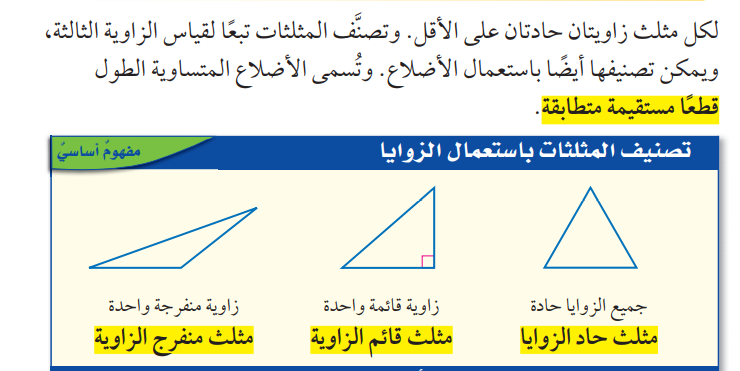 لكل مثلث زاويتان حادتان على الأقل. وتصنَّف المثلثات تبعًا لقياس الزاوية الثالثة،
ويمكن تصنيفها أيضًا باستعمال الأضلاع. وتُسمى الأضلاع المتساوية الطول
قطعًا مستقيمة متطابقة.
تصنيف المثلثات باستعمال الزوايا
مفهومٌ أساسيٌ
جميع الزوايا حادة
زاوية قائمة واحدة
زاوية منفرجة واحدة
مثلث حاد الزوايا
مثلث قائم الزاوية
مثلث منفرج الزاوية